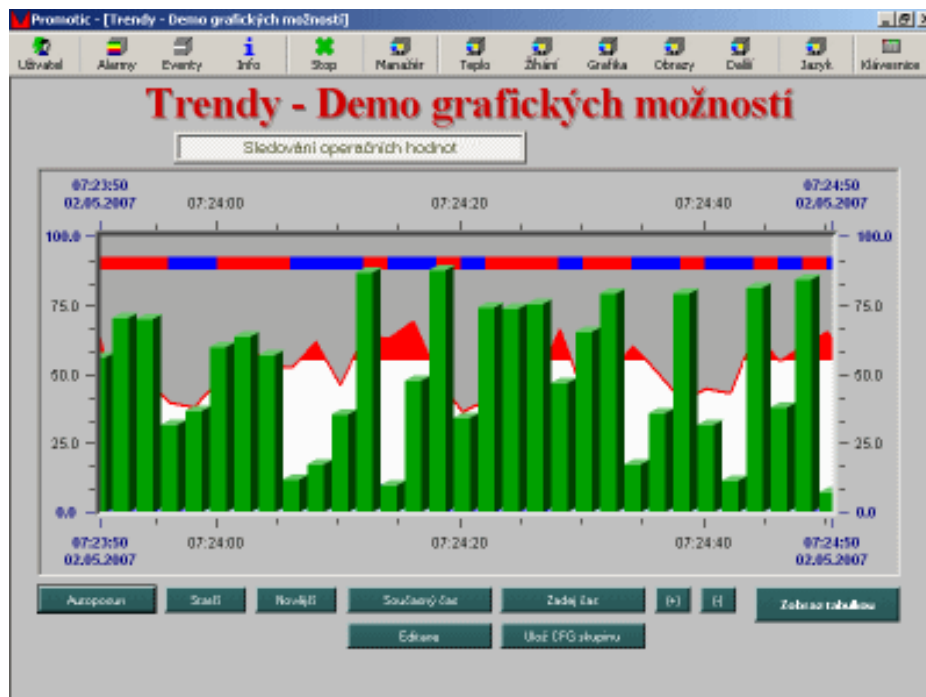 Promotic - [Trendy - Demo grafických možností]
Uživatel Alarmy Eventy Info Stop Manažér Teplo Žíhání Grafika Obrazy Další Jazyk Klávesnice
Trendy - Demo grafických možností
Sledování operačních hodnot
07:23:50 07:24:50
02.05.2007 07:24:00 07:24:20 07:24:40 02.05.2007
100.0 100.0
75.0 75.0
50.0 50.0
25.0 25.0
0.0 0.0
07:23:50 07:24:00 07:24:20 07:24:40 07:24:50
02.05.2007 02.05.2007
Autoposun Starší Novější Současný čas Zadej čas [+] [-] Zobraz tabulkou
Editace Ulož CFG skupinu